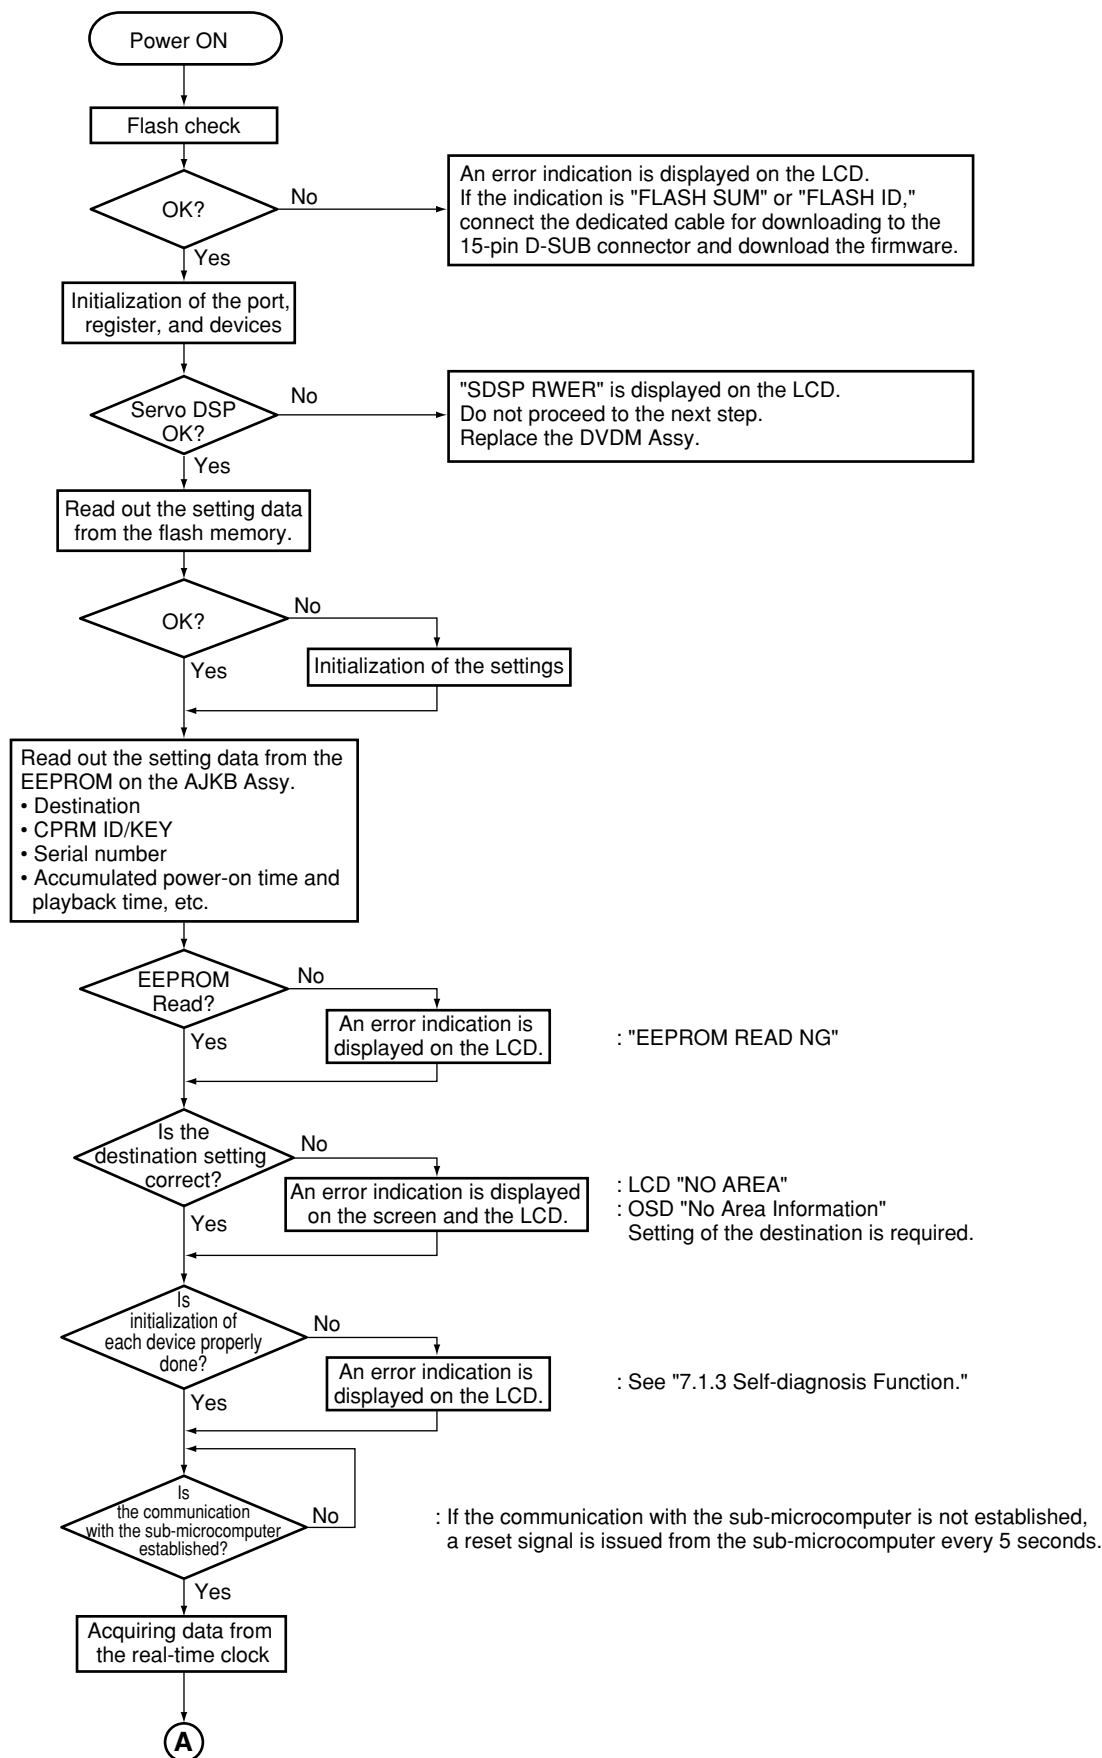 Power ON
Flash check
OK?
No
An error indication is displayed on the LCD.
If the indication is "FLASH SUM" or "FLASH ID,"
connect the dedicated cable for downloading to the
15-pin D-SUB connector and download the firmware.
Yes
Initialization of the port,
register, and devices
Servo DSP
OK?
No
"SDSP RWER" is displayed on the LCD.
Do not proceed to the next step.
Replace the DVDM Assy.
Yes
Read out the setting data
from the flash memory.
OK?
No
Initialization of the settings
Yes
Read out the setting data from the
EEPROM on the AJKB Assy.
• Destination
• CPRM ID/KEY
• Serial number
• Accumulated power-on time and
playback time, etc.
EEPROM
Read?
No
An error indication is
displayed on the LCD.
: "EEPROM READ NG"
Yes
Is the
destination setting
correct?
No
An error indication is displayed
on the screen and the LCD.
: LCD "NO AREA"
: OSD "No Area Information"
Setting of the destination is required.
Yes
Is
initialization of
each device properly
done?
No
An error indication is
displayed on the LCD.
: See "7.1.3 Self-diagnosis Function."
Yes
Is
the communication
with the sub-microcomputer
established?
No
: If the communication with the sub-microcomputer is not established,
a reset signal is issued from the sub-microcomputer every 5 seconds.
Yes
Acquiring data from
the real-time clock
A